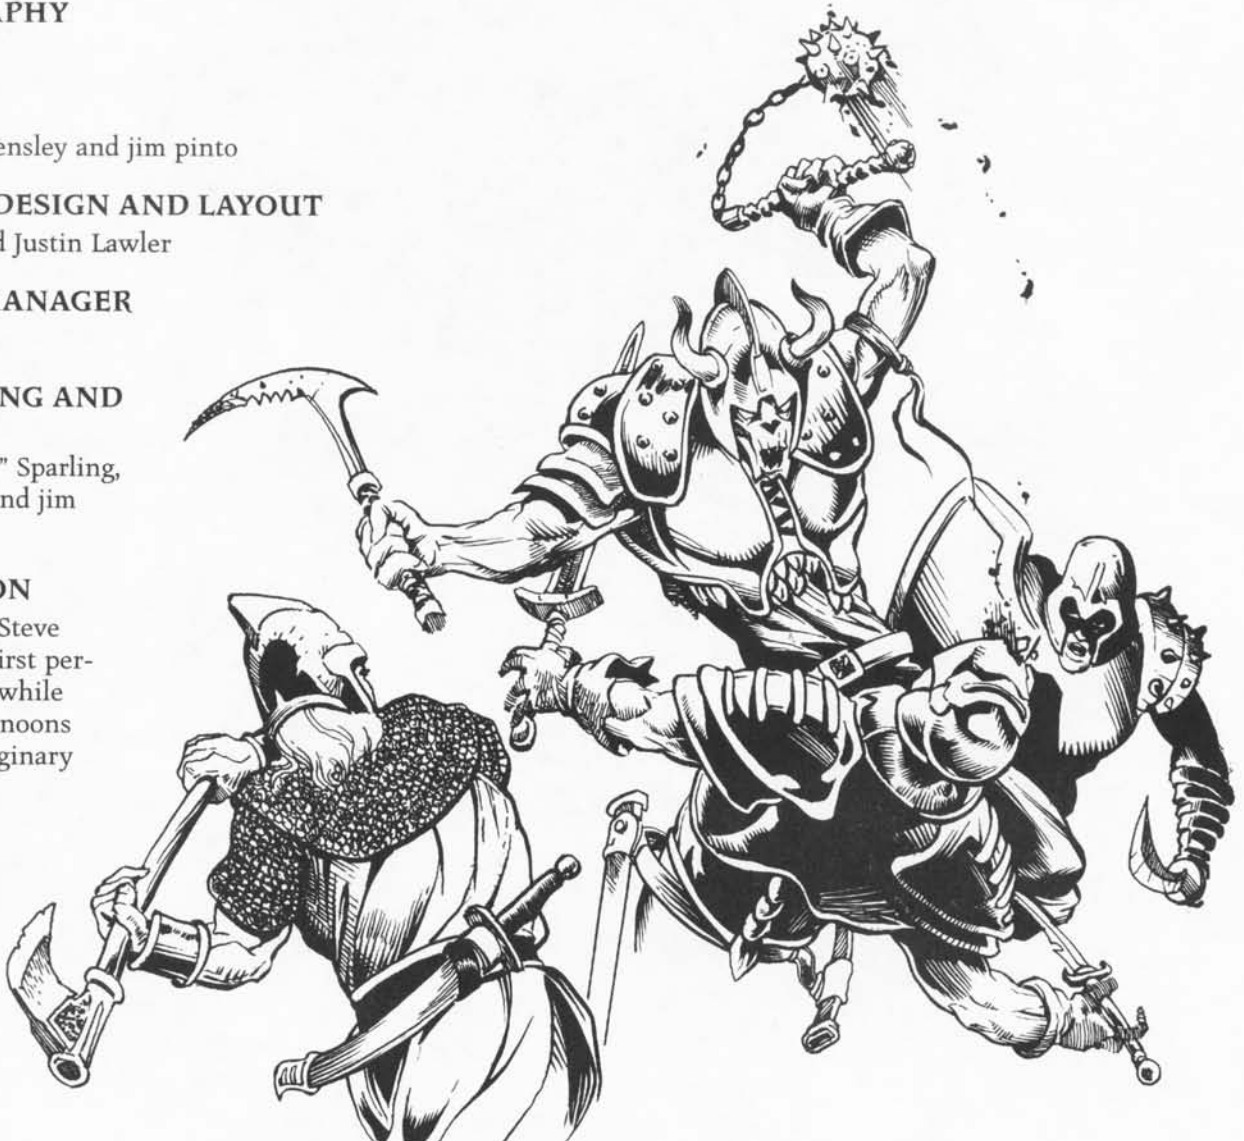 APHY
ensley and jim pinto
DESIGN AND LAYOUT
d Justin Lawler
ANAGER
NG AND
” Sparling,
nd jim
ON
Steve
irst per-
while
noons
ginary